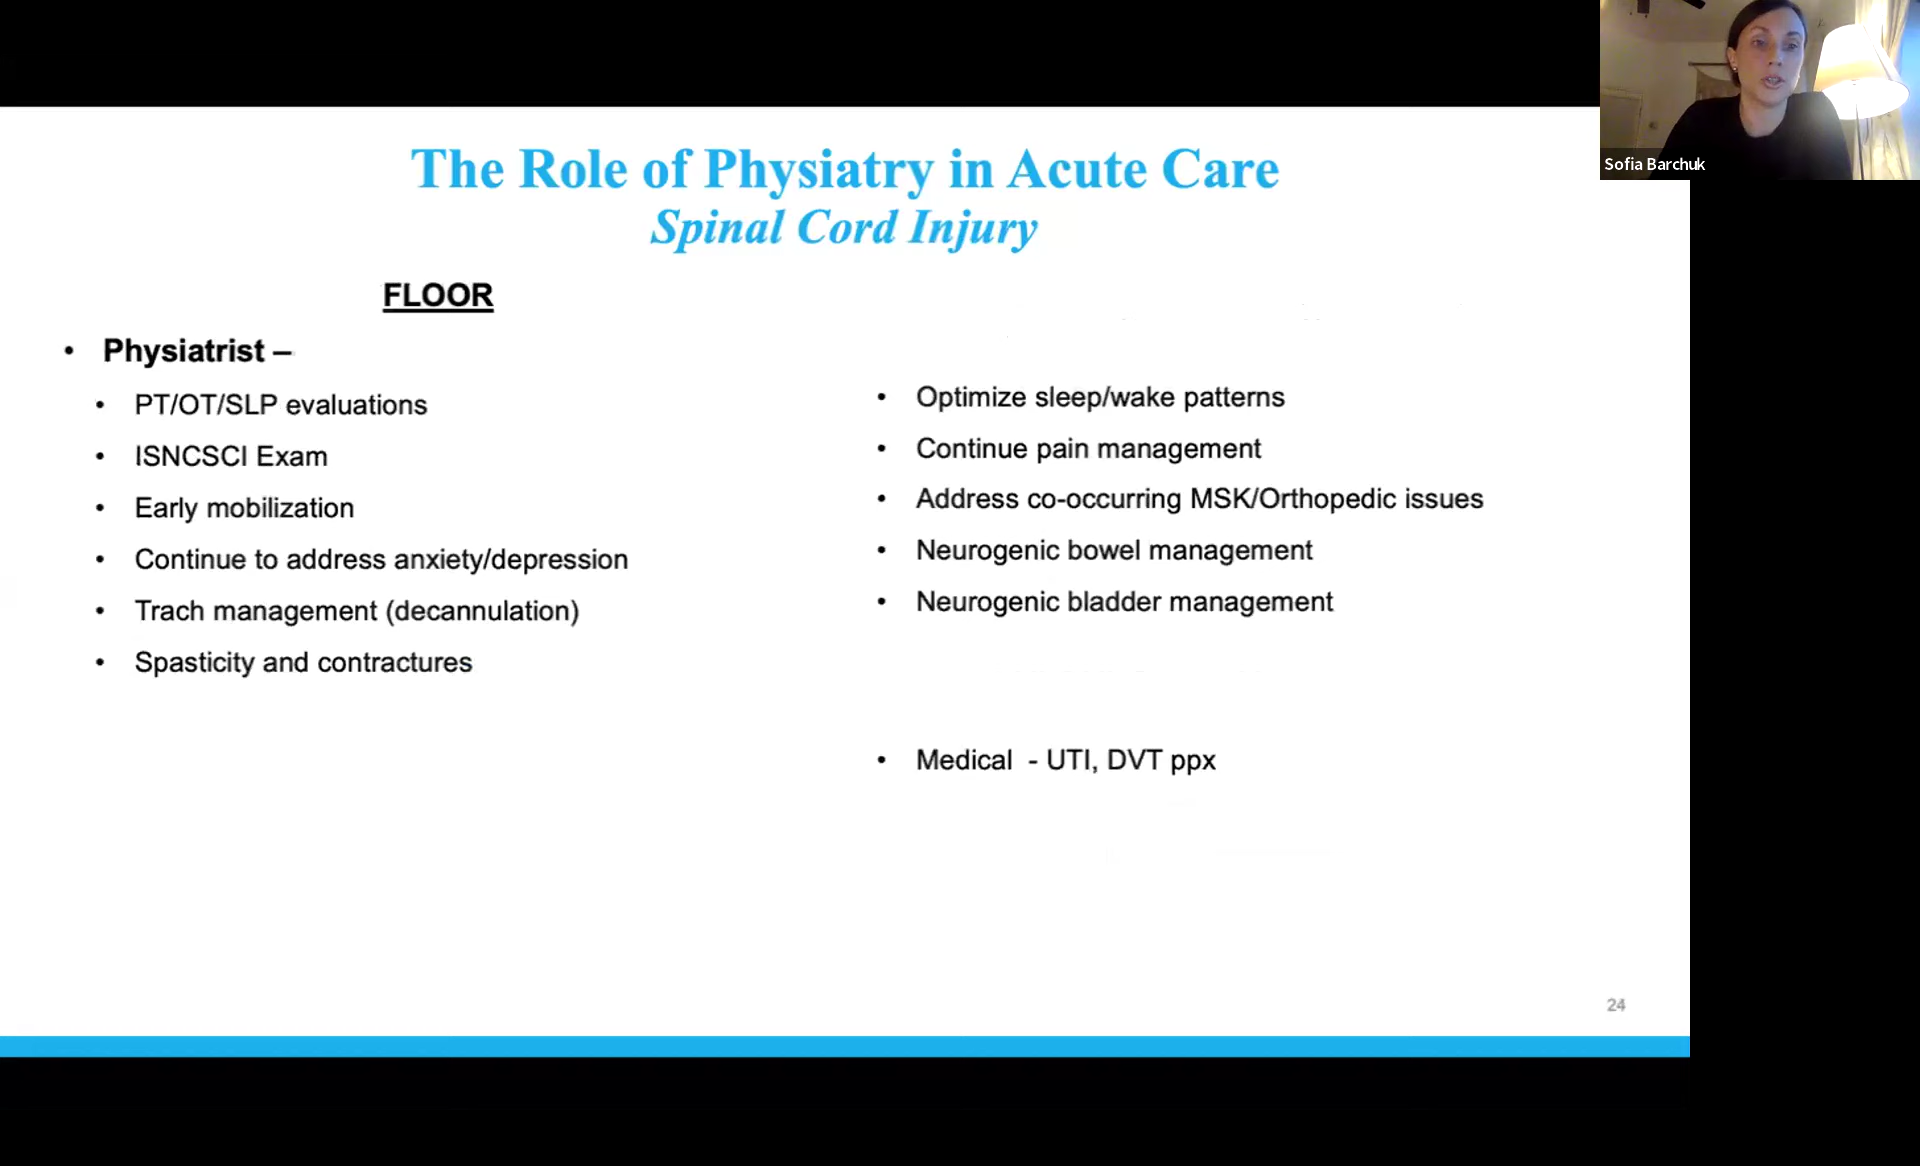 The Role of Physiatry in Acute Care
Spinal Cord Injury
FLOOR
• Physiatrist –
• PT/OT/SLP evaluations
• ISNCSCI Exam
• Early mobilization
• Continue to address anxiety/depression
• Trach management (decannulation)
• Spasticity and contractures
• Optimize sleep/wake patterns
• Continue pain management
• Address co-occurring MSK/Orthopedic issues
• Neurogenic bowel management
• Neurogenic bladder management
• Medical - UTI, DVT ppx
24
Sofia Barchuk